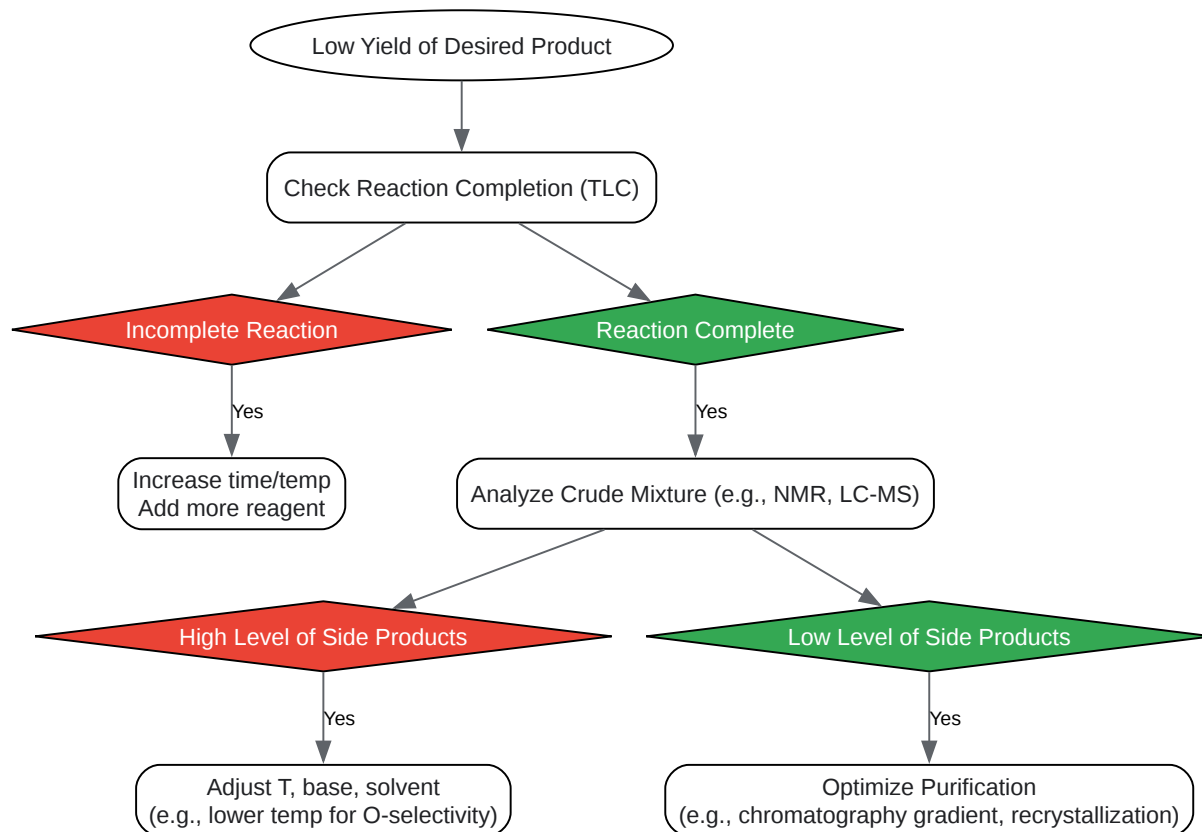 Low Yield of Desired Product
Check Reaction Completion (TLC)
Incomplete Reaction
Reaction Complete
Yes
Yes
Increase time/temp
Add more reagent
Analyze Crude Mixture (e.g., NMR, LC-MS)
High Level of Side Products
Low Level of Side Products
Yes
Yes
Adjust T, base, solvent
(e.g., lower temp for O-selectivity)
Optimize Purification
(e.g., chromatography gradient, recrystallization)